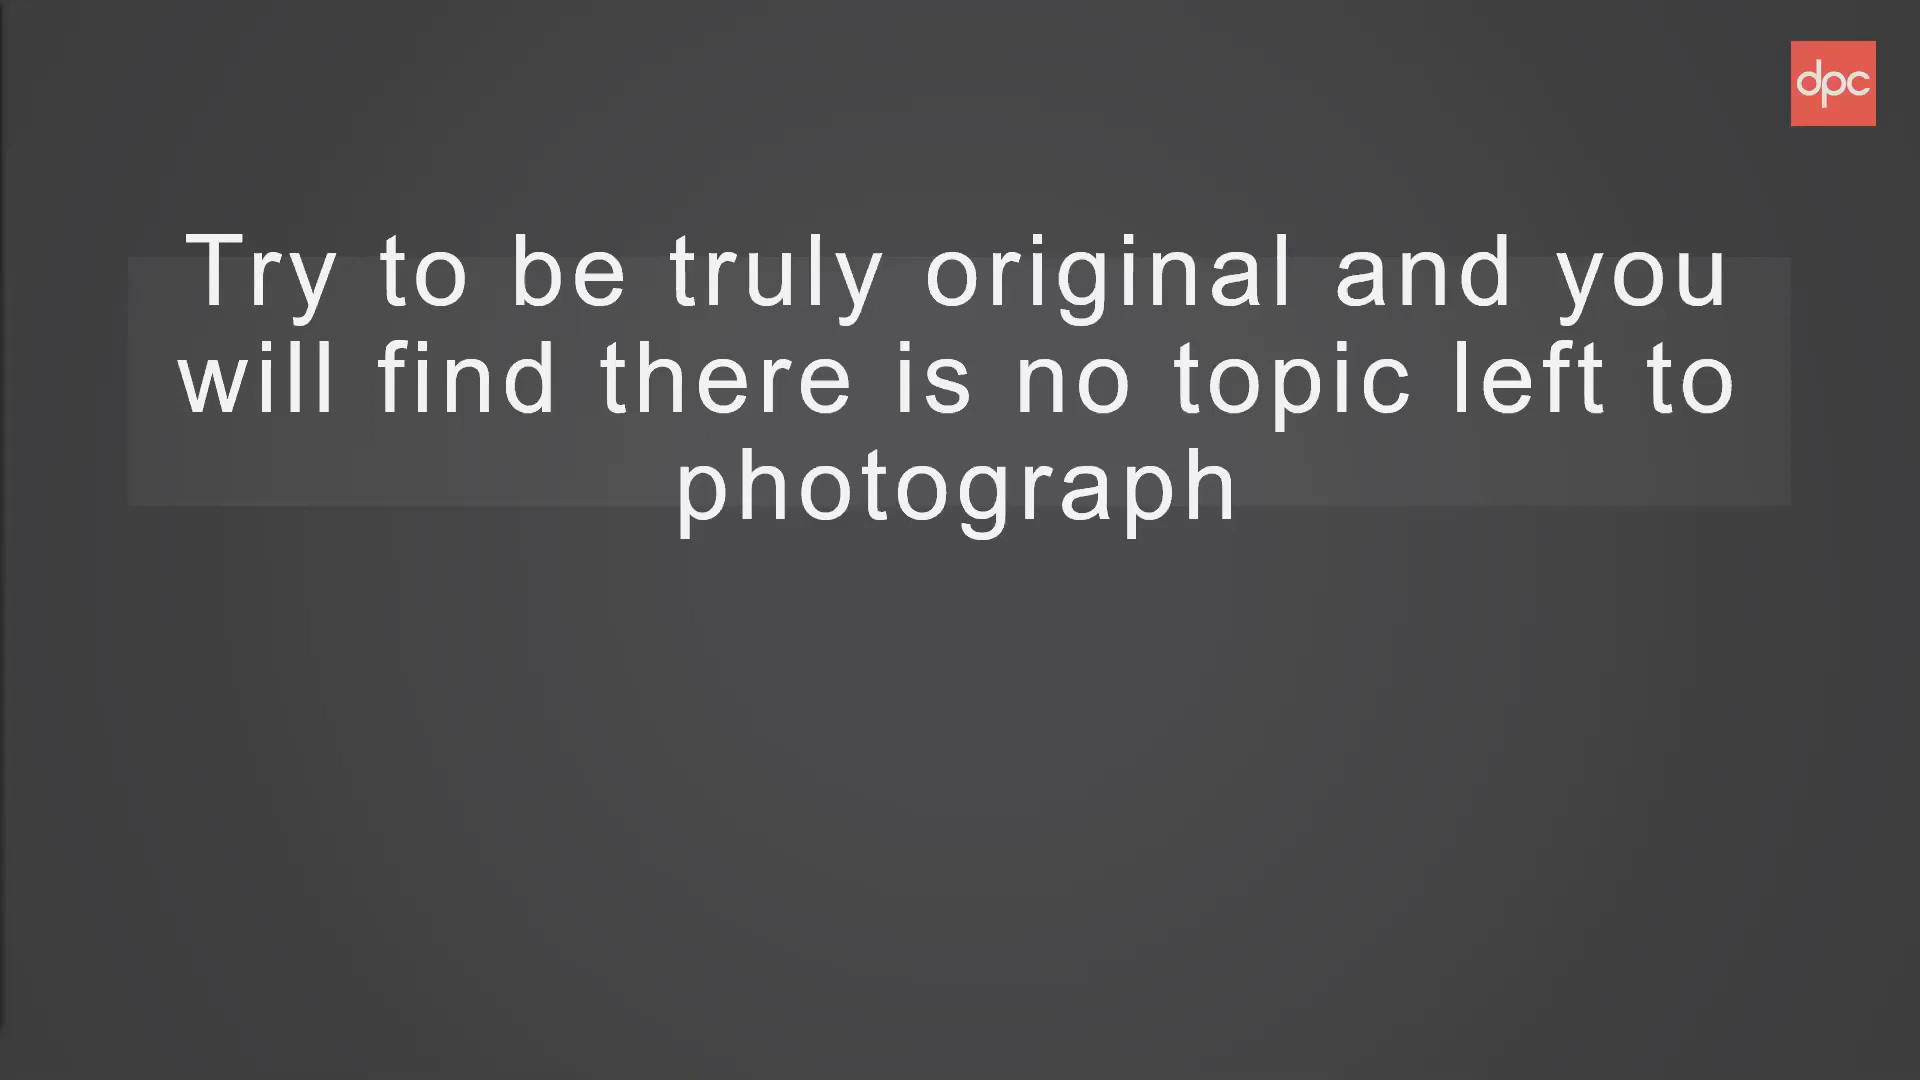 dpc
Try to be truly original and you
will find there is no topic left to
photograph